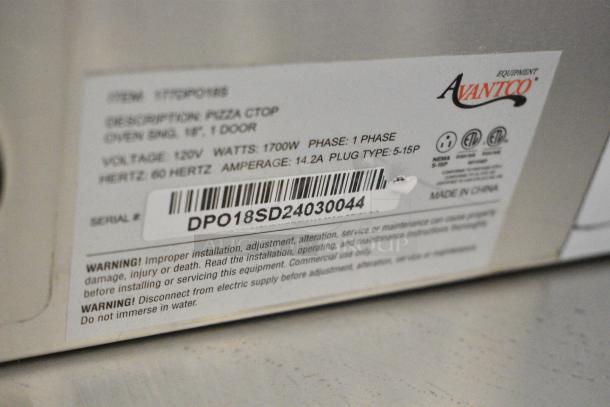 ITEM: 177DPO18S
EQUIPMENT
AVANTCO®
DESCRIPTION: PIZZA CTOP
OVEN SNG, 18", 1 DOOR
VOLTAGE: 120V WATTS: 1700W PHASE: 1 PHASE
HERTZ: 60 HERTZ AMPERAGE: 14.2A PLUG TYPE: 5-15P
NEMA
5-15P
ETL
ETL
MADE IN CHINA
SERIAL #:
DPO18SD24030044
GROUP
WARNING! Improper installation, adjustment, alteration, service or maintenance can cause property
damage, injury or death. Read the installation, operating, and maintenance instructions thoroughly
before installing or servicing this equipment. Commercial use only.
WARNING! Disconnect from electric supply before adjustment, alteration, service or maintenance.
Do not immerse in water.